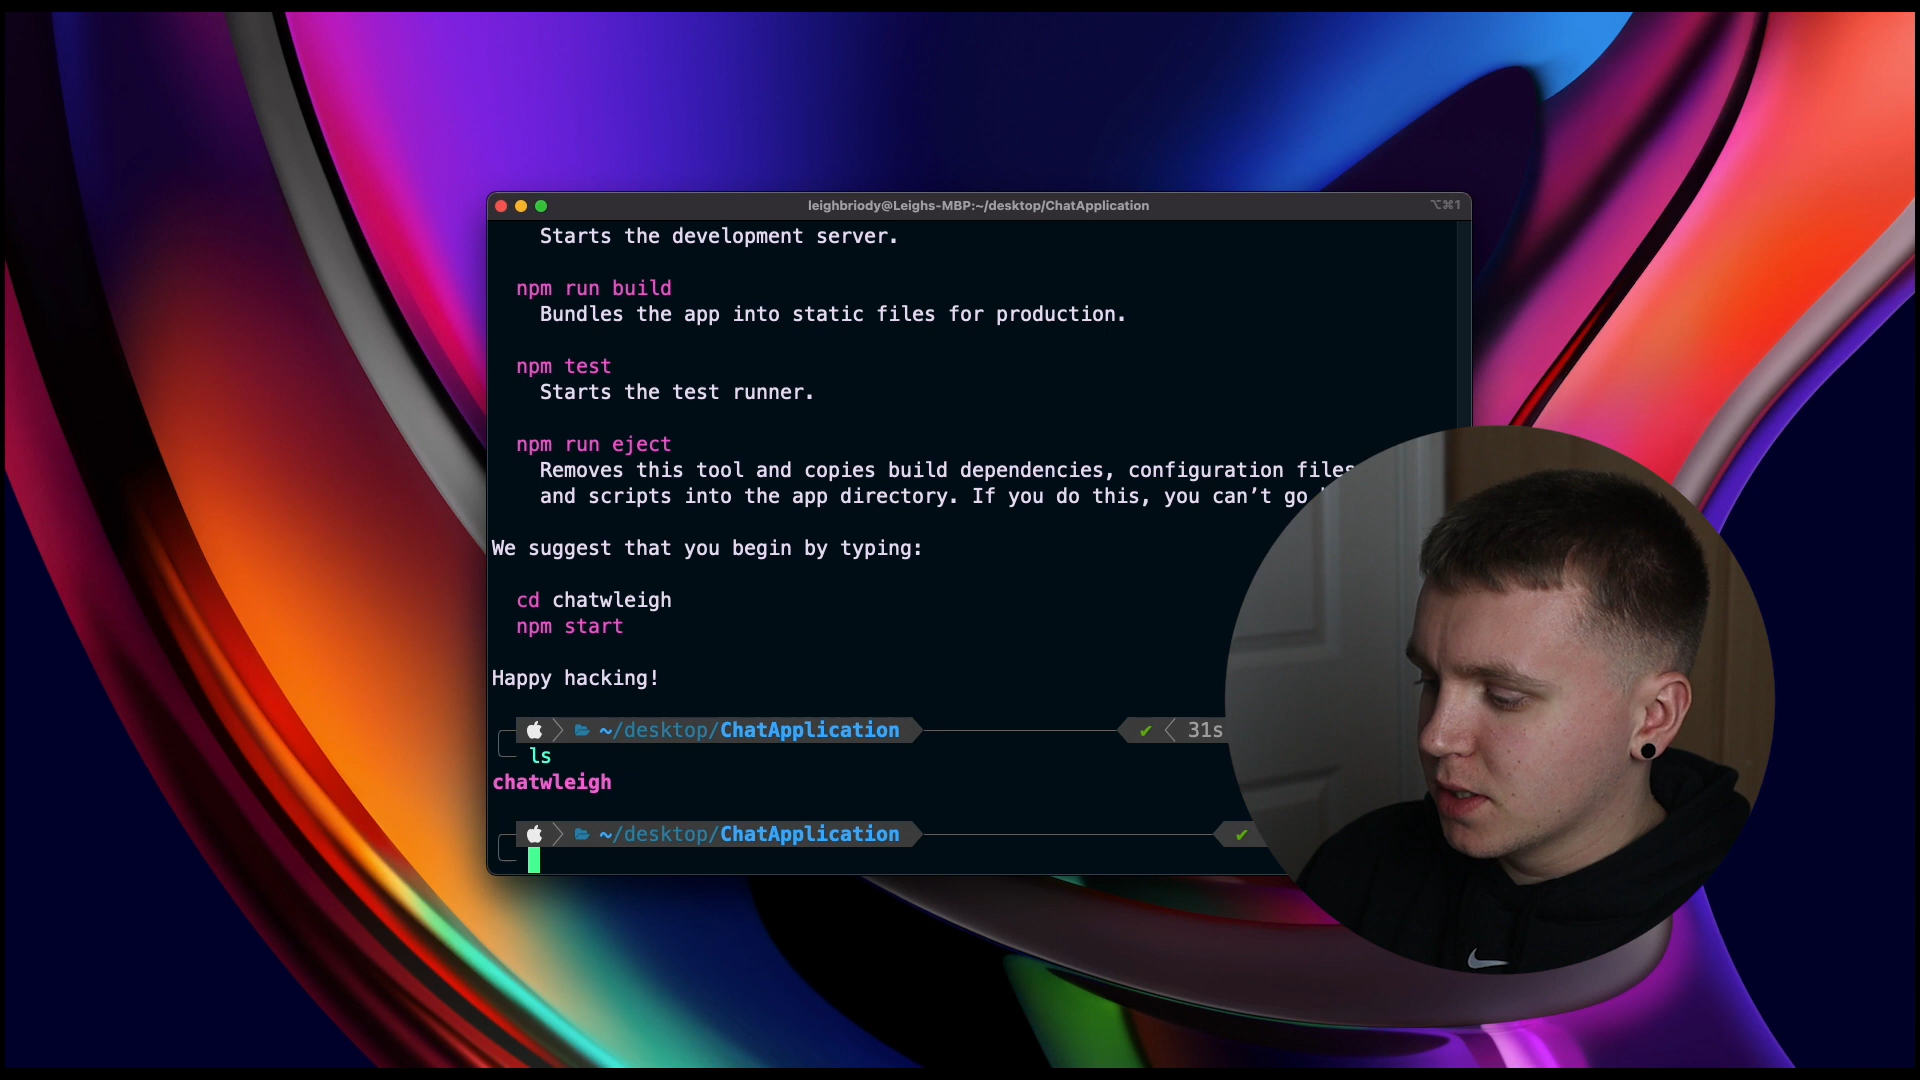 leighbriody@Leighs-MBP:~/desktop/ChatApplication
⌥⌘1
Starts the development server.
npm run build
Bundles the app into static files for production.
npm test
Starts the test runner.
npm run eject
Removes this tool and copies build dependencies, configuration files
and scripts into the app directory. If you do this, you can’t go
We suggest that you begin by typing:
cd chatwleigh
npm start
Happy hacking!
~/desktop/ChatApplication ✔ 31s
ls
chatwleigh
~/desktop/ChatApplication ✔